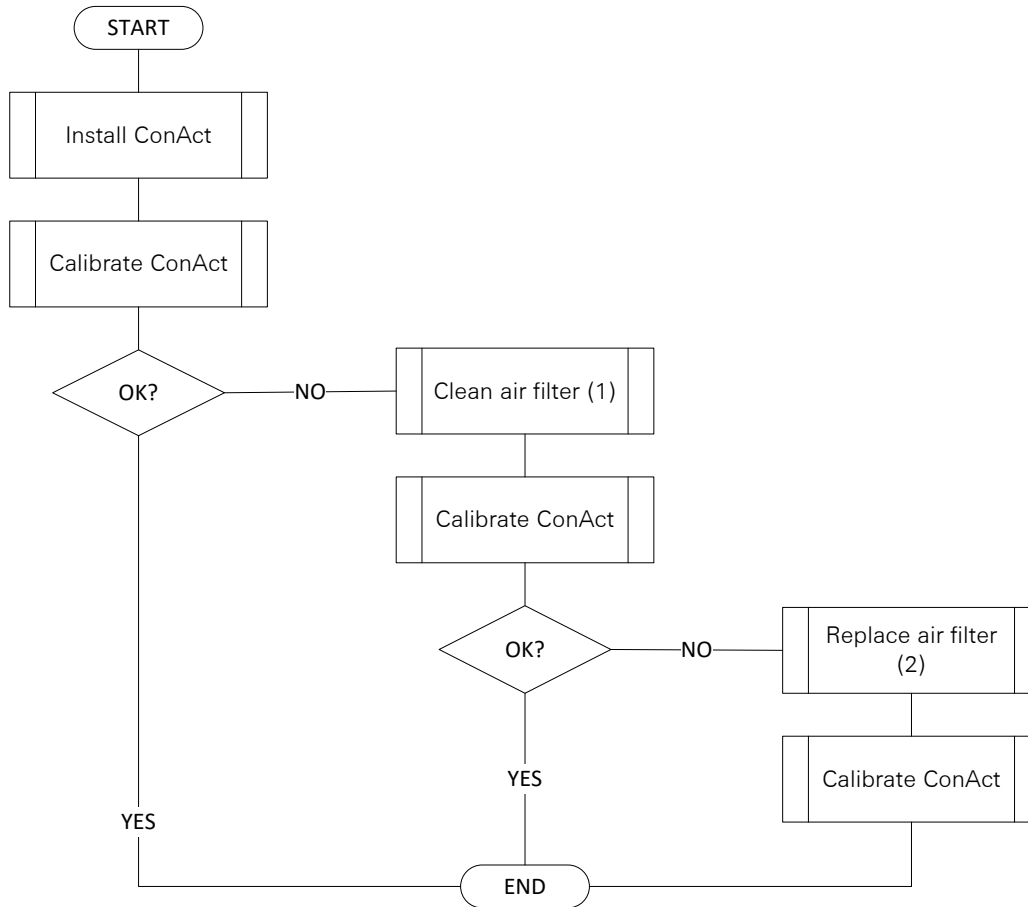 START
Install ConAct
Calibrate ConAct
OK?
NO
Clean air filter (1)
Calibrate ConAct
OK?
NO
Replace air filter
(2)
Calibrate ConAct
YES
YES
END